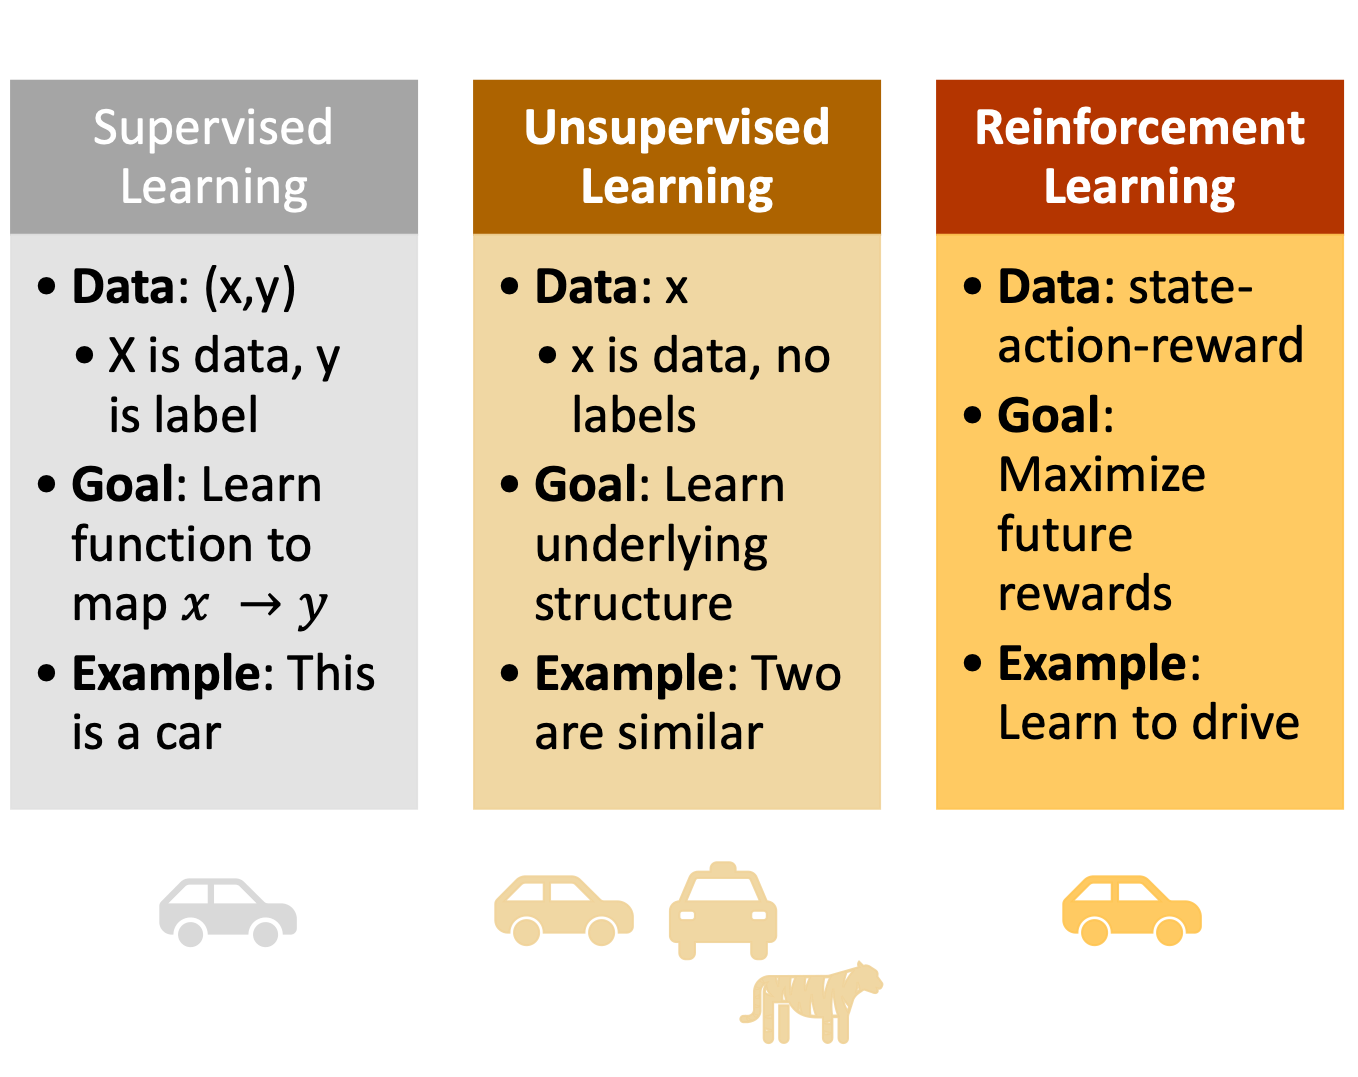 Supervised
Learning
• Data: (x,y)
• X is data, y
is label
• Goal: Learn
function to
map x → y
• Example: This
is a car
Unsupervised
Learning
• Data: x
• x is data, no
labels
• Goal: Learn
underlying
structure
• Example: Two
are similar
Reinforcement
Learning
• Data: state-
action-reward
• Goal:
Maximize
future
rewards
• Example:
Learn to drive